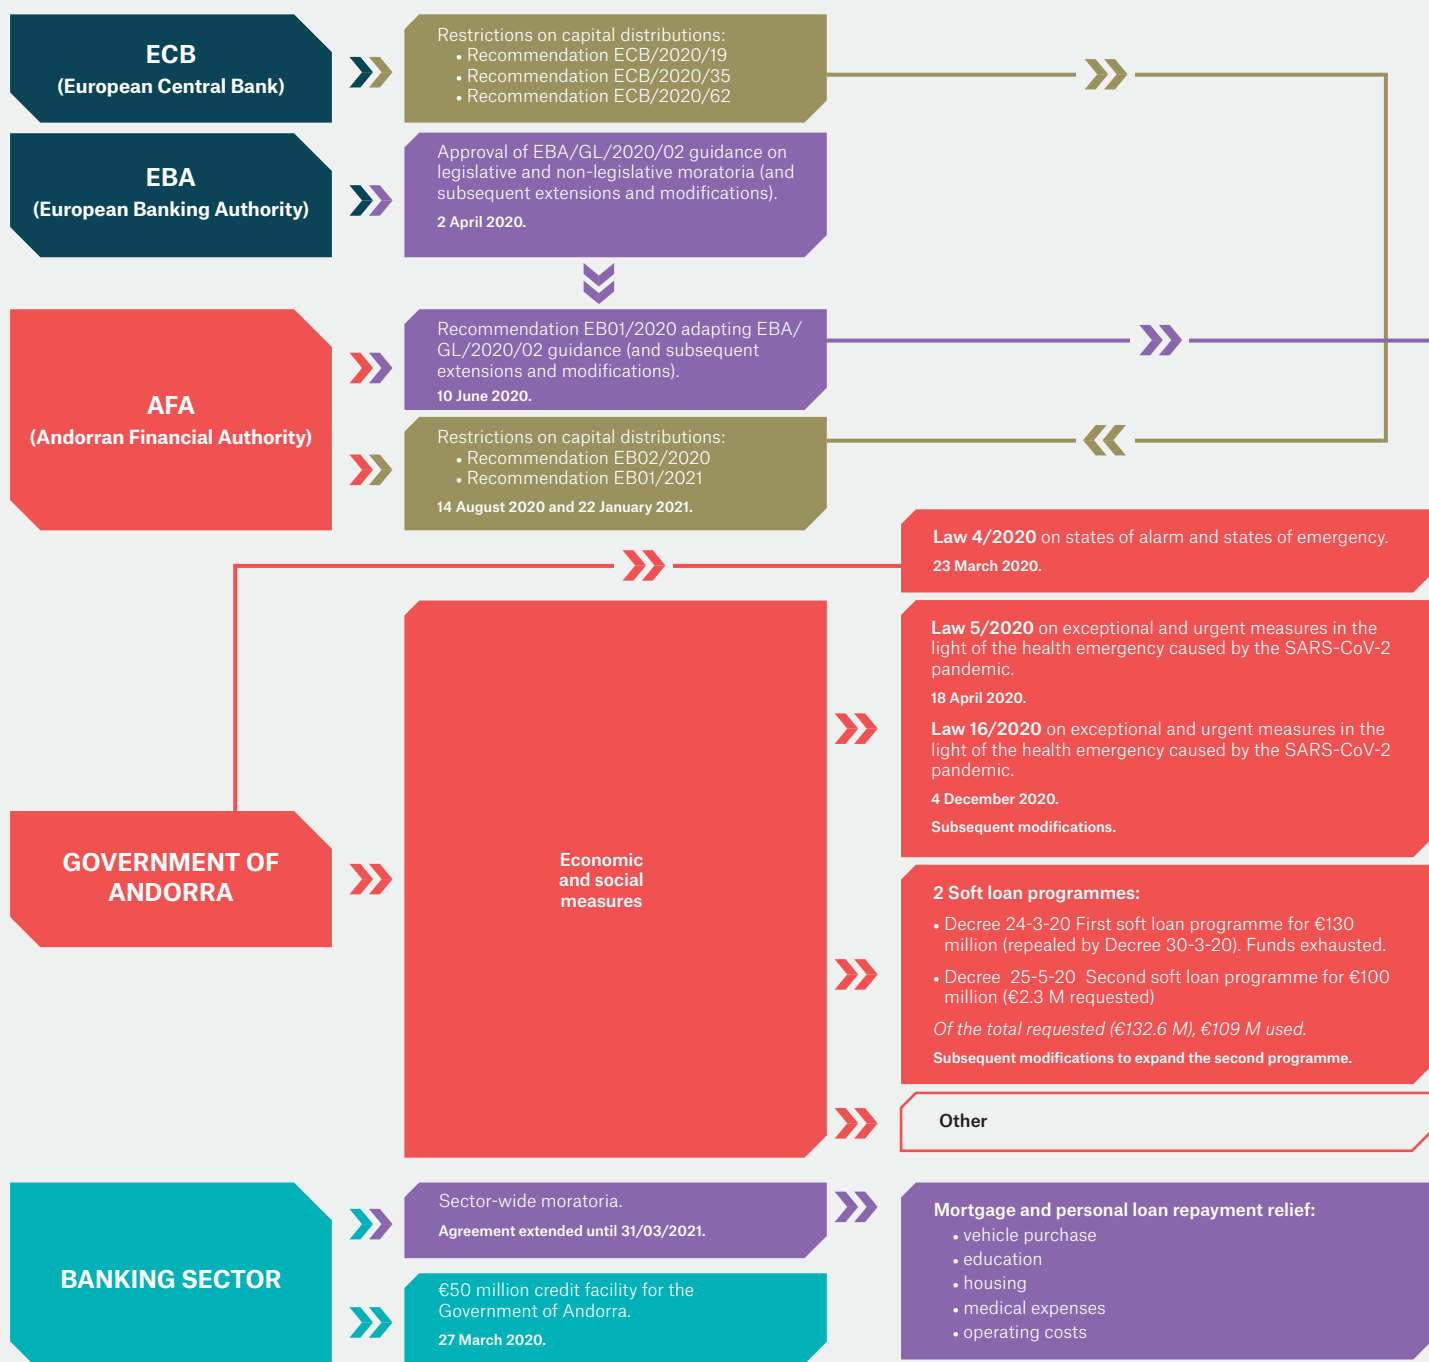 ECB
(European Central Bank)
Restrictions on capital distributions:
• Recommendation ECB/2020/19
• Recommendation ECB/2020/35
• Recommendation ECB/2020/62
EBA
(European Banking Authority)
Approval of EBA/GL/2020/02 guidance on
legislative and non-legislative moratoria (and
subsequent extensions and modifications).
2 April 2020.
AFA
(Andorran Financial Authority)
Recommendation EB01/2020 adapting EBA/
GL/2020/02 guidance (and subsequent
extensions and modifications).
10 June 2020.
Restrictions on capital distributions:
• Recommendation EB02/2020
• Recommendation EB01/2021
14 August 2020 and 22 January 2021.
GOVERNMENT OF
ANDORRA
Law 4/2020 on states of alarm and states of emergency.
23 March 2020.
Economic
and social
measures
Law 5/2020 on exceptional and urgent measures in the
light of the health emergency caused by the SARS-CoV-2
pandemic.
18 April 2020.
Law 16/2020 on exceptional and urgent measures in the
light of the health emergency caused by the SARS-CoV-2
pandemic.
4 December 2020.
Subsequent modifications.
2 Soft loan programmes:
• Decree 24-3-20 First soft loan programme for €130
million (repealed by Decree 30-3-20). Funds exhausted.
• Decree 25-5-20 Second soft loan programme for €100
million (€2.3 M requested)
Of the total requested (€132.6 M), €109 M used.
Subsequent modifications to expand the second programme.
Other
BANKING SECTOR
Sector-wide moratoria.
Agreement extended until 31/03/2021.
Mortgage and personal loan repayment relief:
• vehicle purchase
• education
• housing
• medical expenses
• operating costs
€50 million credit facility for the
Government of Andorra.
27 March 2020.